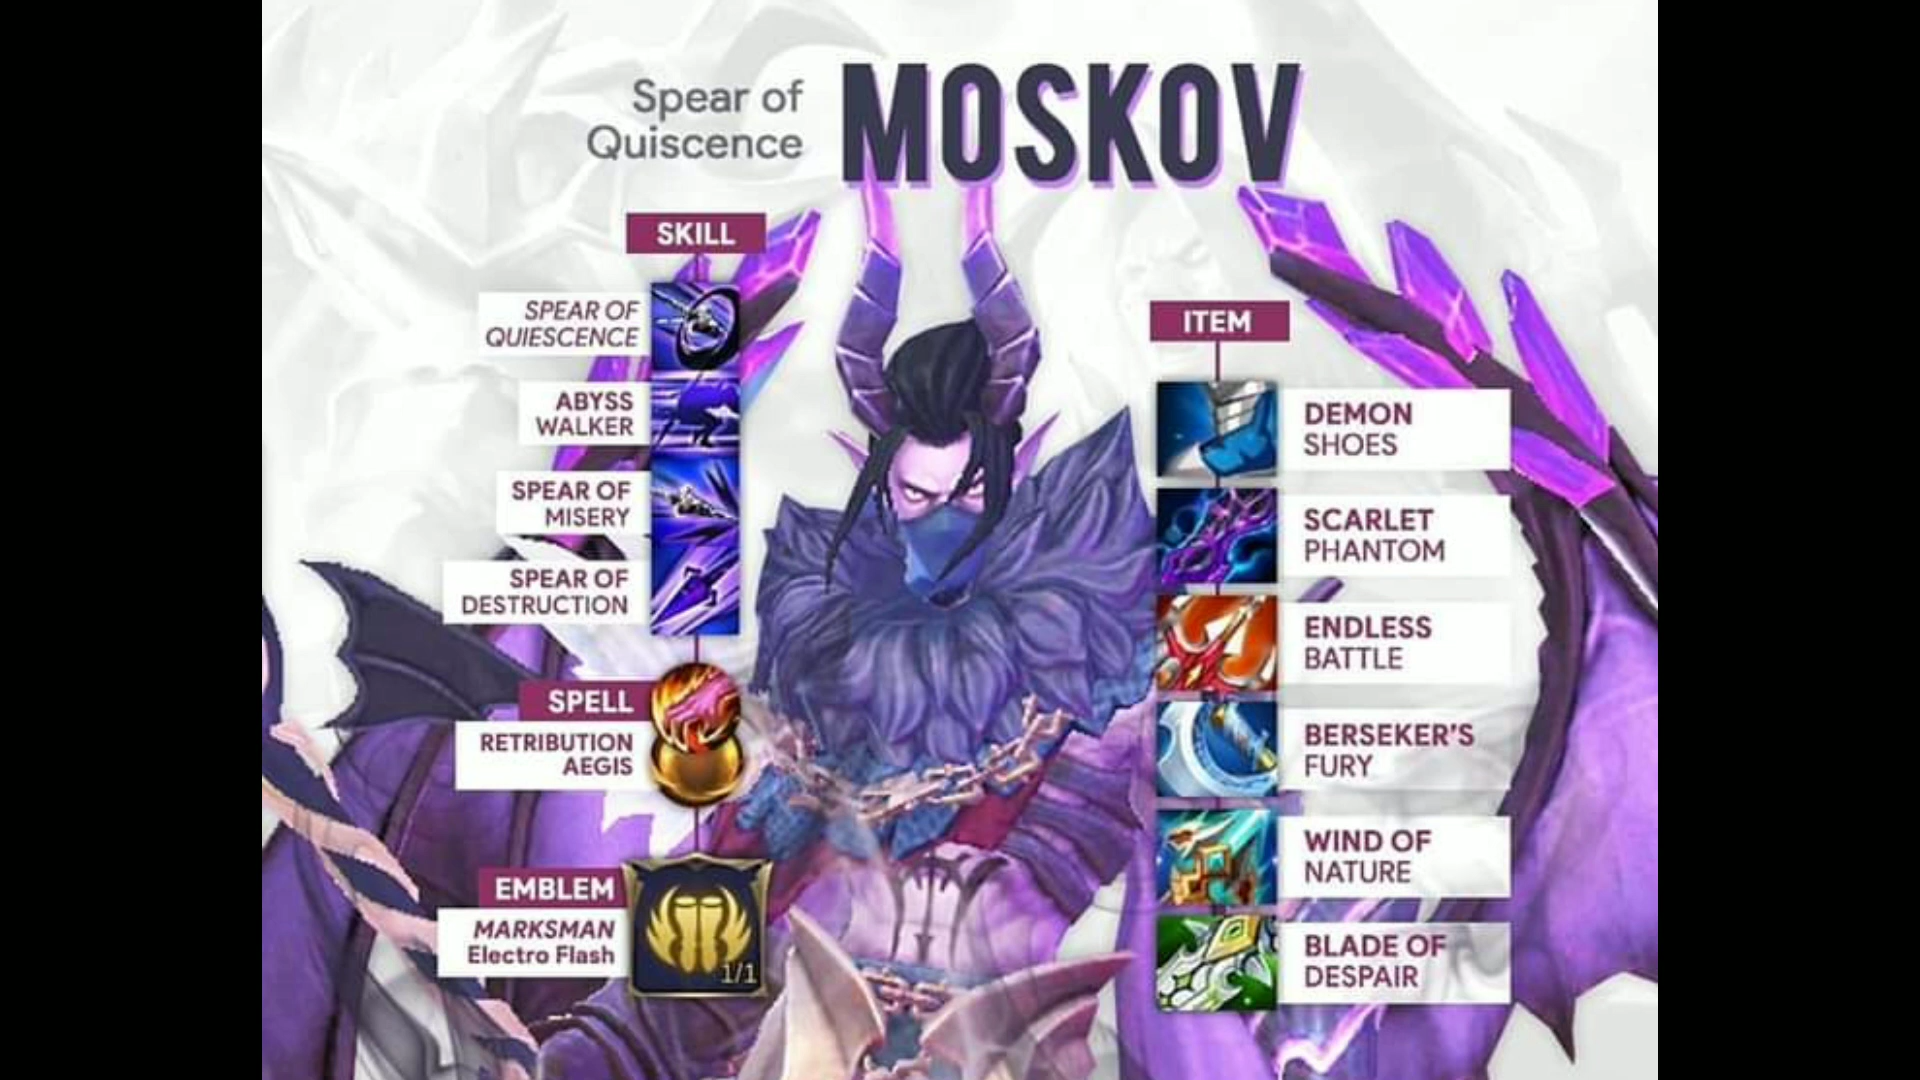 Spear of
Quiscence
MOSKOV
SKILL
SPEAR OF
QUIESCENCE
ABYSS
WALKER
SPEAR OF
MISERY
SPEAR OF
DESTRUCTION
SPELL
RETRIBUTION
AEGIS
EMBLEM
MARKSMAN
Electro Flash
1/1
ITEM
DEMON
SHOES
SCARLET
PHANTOM
ENDLESS
BATTLE
BERSEKER'S
FURY
WIND OF
NATURE
BLADE OF
DESPAIR